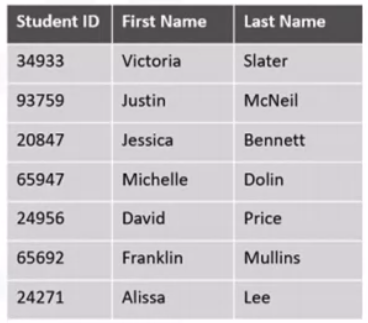 Student ID First Name Last Name
34933 Victoria Slater
93759 Justin McNeil
20847 Jessica Bennett
65947 Michelle Dolin
24956 David Price
65692 Franklin Mullins
24271 Alissa Lee